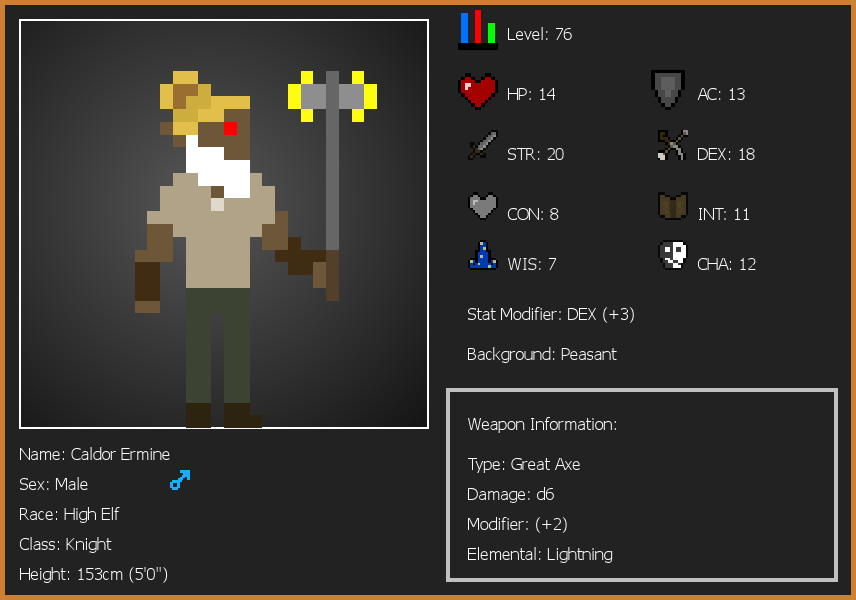 Level: 76
HP: 14
AC: 13
STR: 20
DEX: 18
CON: 8
INT: 11
WIS: 7
CHA: 12
Stat Modifier: DEX (+3)
Background: Peasant
Weapon Information:
Type: Great Axe
Damage: d6
Modifier: (+2)
Elemental: Lightning
Name: Caldor Ermine
Sex: Male
Race: High Elf
Class: Knight
Height: 153cm (5'0")